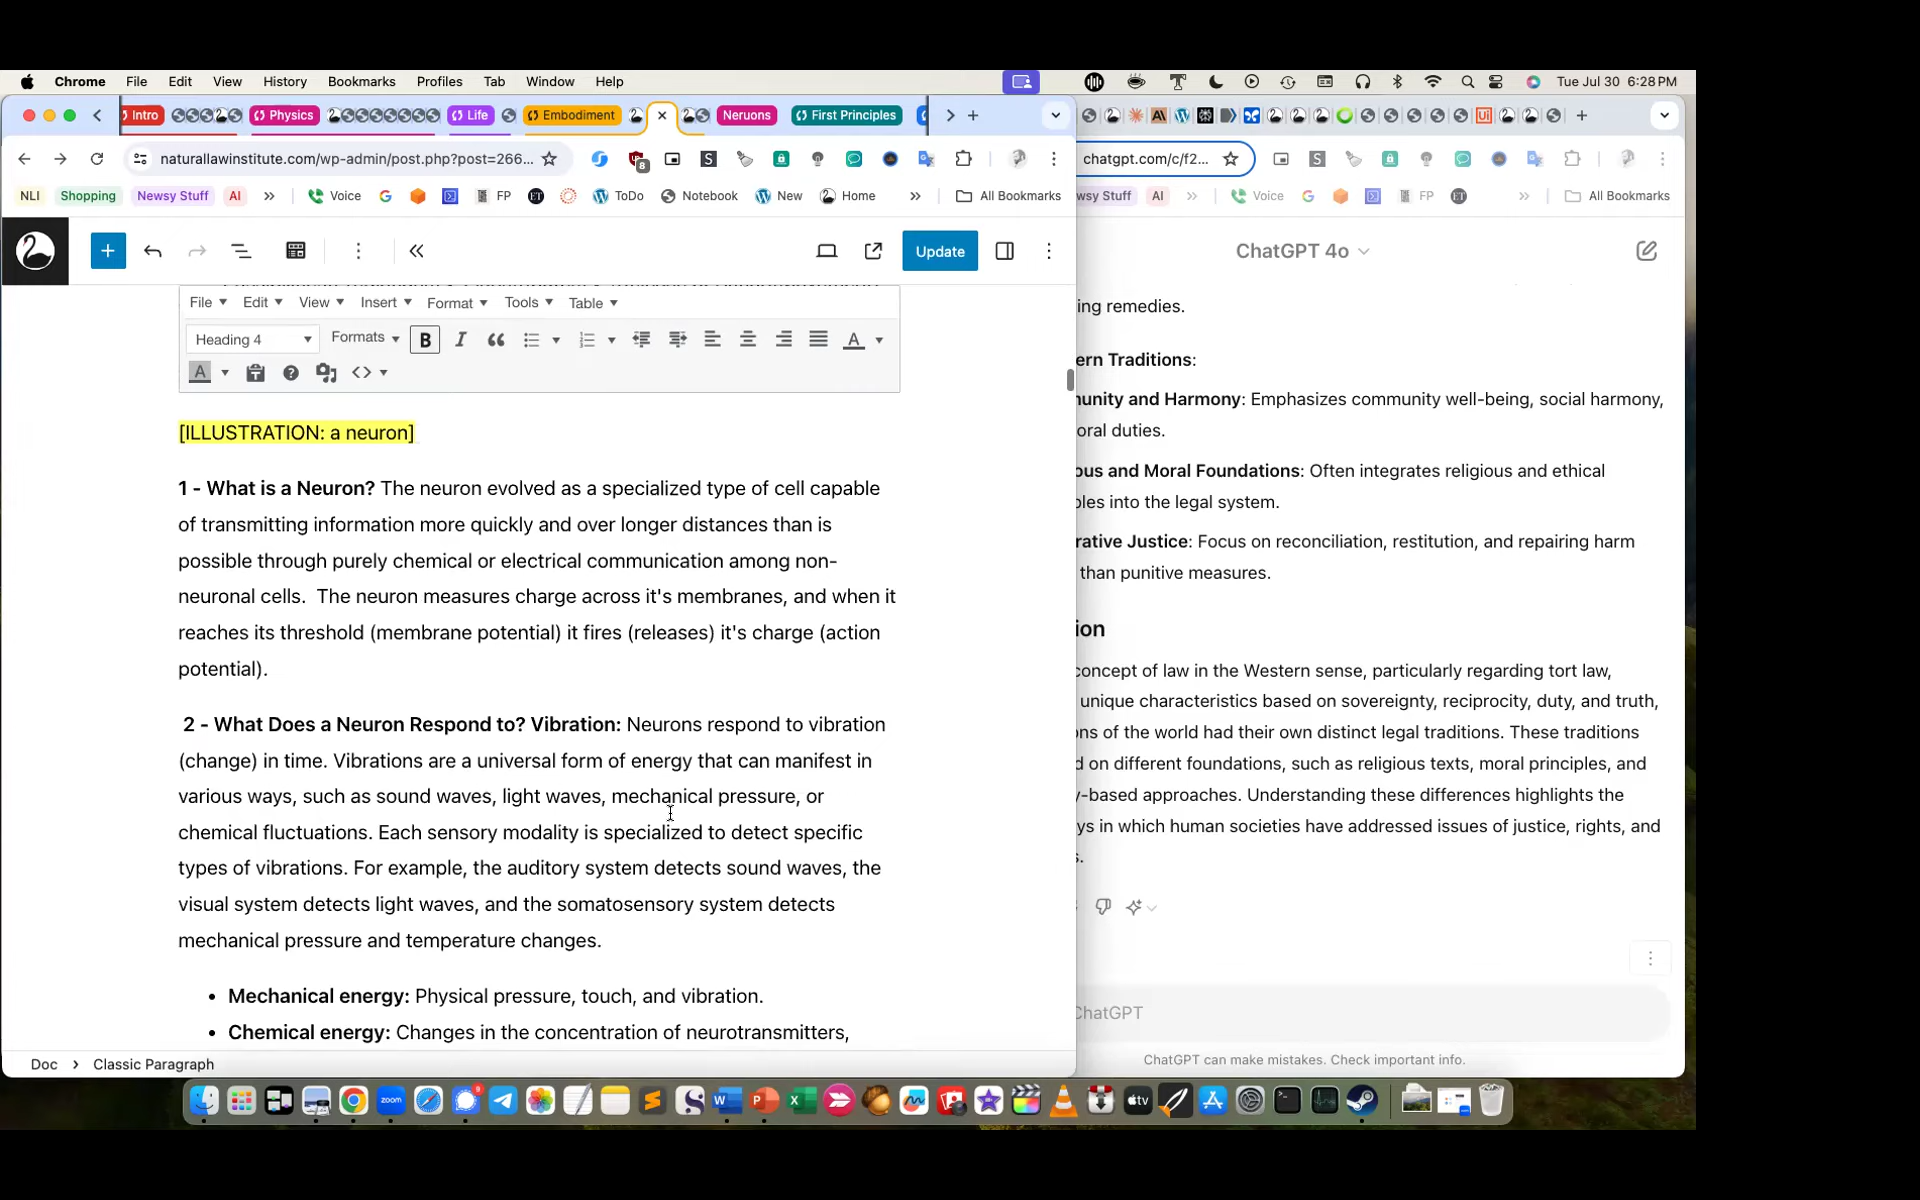 Chrome File Edit View History Bookmarks Profiles Tab Window Help Tue Jul 30 6:28 PM
Intro Physics Life Embodiment Neruons First Principles
naturallawinstitute.com/wp-admin/post.php?post=266... 8
chatgpt.com/c/f2...
NLI Shopping Newsy Stuff AI » Voice FP ET ToDo Notebook New Home » All Bookmarks
wsy Stuff AI » Voice FP ET » All Bookmarks
Update
ChatGPT 4o
File Edit View Insert Format Tools Table
Heading 4 Formats B I A
A
[ILLUSTRATION: a neuron]
1 - What is a Neuron? The neuron evolved as a specialized type of cell capable
of transmitting information more quickly and over longer distances than is
possible through purely chemical or electrical communication among non-
neuronal cells.  The neuron measures charge across it's membranes, and when it
reaches its threshold (membrane potential) it fires (releases) it's charge (action
potential).
2 - What Does a Neuron Respond to? Vibration: Neurons respond to vibration
(change) in time. Vibrations are a universal form of energy that can manifest in
various ways, such as sound waves, light waves, mechanical pressure, or
chemical fluctuations. Each sensory modality is specialized to detect specific
types of vibrations. For example, the auditory system detects sound waves, the
visual system detects light waves, and the somatosensory system detects
mechanical pressure and temperature changes.
• Mechanical energy: Physical pressure, touch, and vibration.
• Chemical energy: Changes in the concentration of neurotransmitters,
Doc › Classic Paragraph
ing remedies.
ern Traditions:
unity and Harmony: Emphasizes community well-being, social harmony,
oral duties.
ous and Moral Foundations: Often integrates religious and ethical
ples into the legal system.
rative Justice: Focus on reconciliation, restitution, and repairing harm
than punitive measures.
ion
concept of law in the Western sense, particularly regarding tort law,
unique characteristics based on sovereignty, reciprocity, duty, and truth,
ns of the world had their own distinct legal traditions. These traditions
d on different foundations, such as religious texts, moral principles, and
y-based approaches. Understanding these differences highlights the
ys in which human societies have addressed issues of justice, rights, and
s.
ChatGPT
ChatGPT can make mistakes. Check important info.
zoom
tv